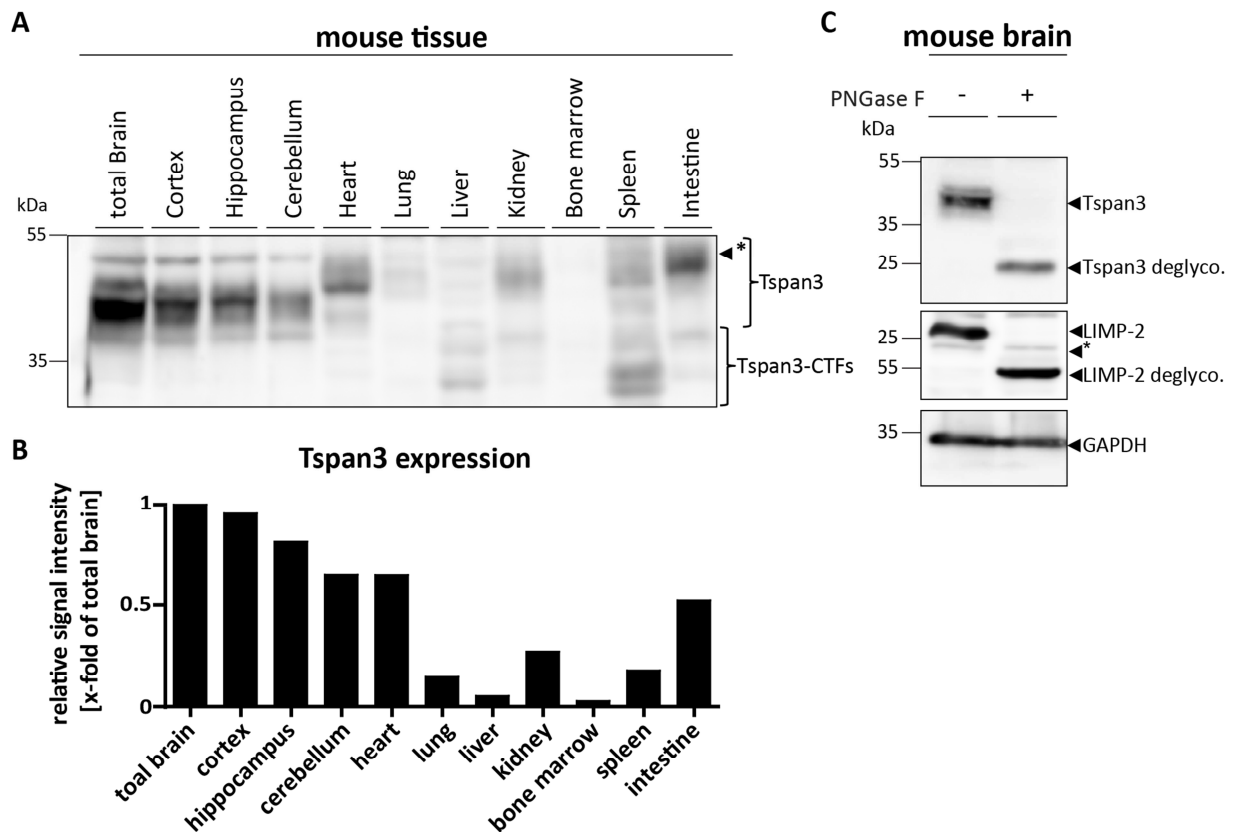 A
mouse tissue
total Brain
Cortex
Hippocampus
Cerebellum
Heart
Lung
Liver
Kidney
Bone marrow
Spleen
Intestine
kDa
55
35
*
Tspan3
Tspan3-CTFs
B
Tspan3 expression
relative signal intensity
[x-fold of total brain]
1
0.5
0
toal brain
cortex
hippocampus
cerebellum
heart
lung
liver
kidney
bone marrow
spleen
intestine
C
mouse brain
PNGase F - +
kDa
55
35
25
Tspan3
Tspan3 deglyco.
25
55
LIMP-2
*
LIMP-2 deglyco.
35
GAPDH